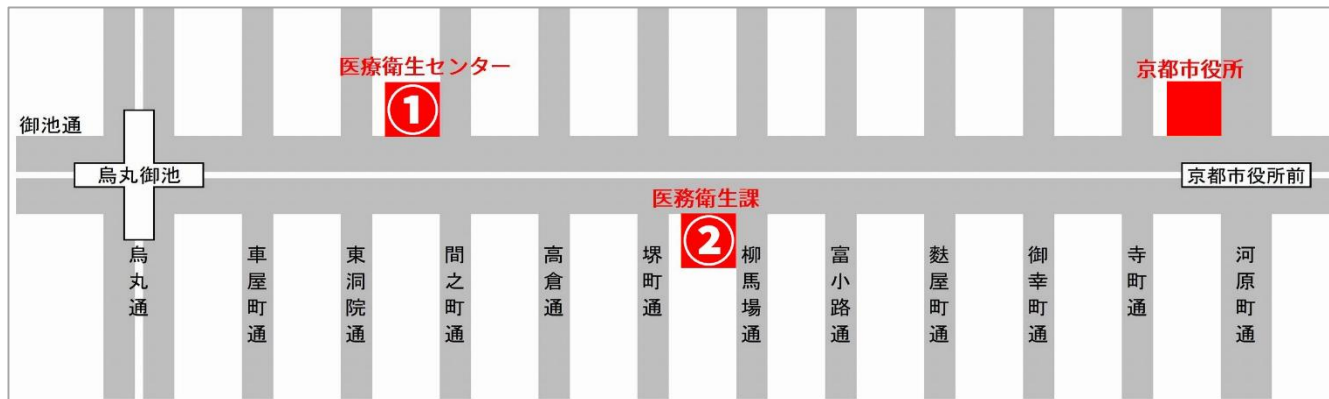 医療衛生センター
①
京都市役所
御池通
烏丸御池
京都市役所前
医務衛生課
②
烏丸通
車屋町通
東洞院通
間之町通
高倉通
堺町通
柳馬場通
富小路通
麩屋町通
御幸町通
寺町通
河原町通